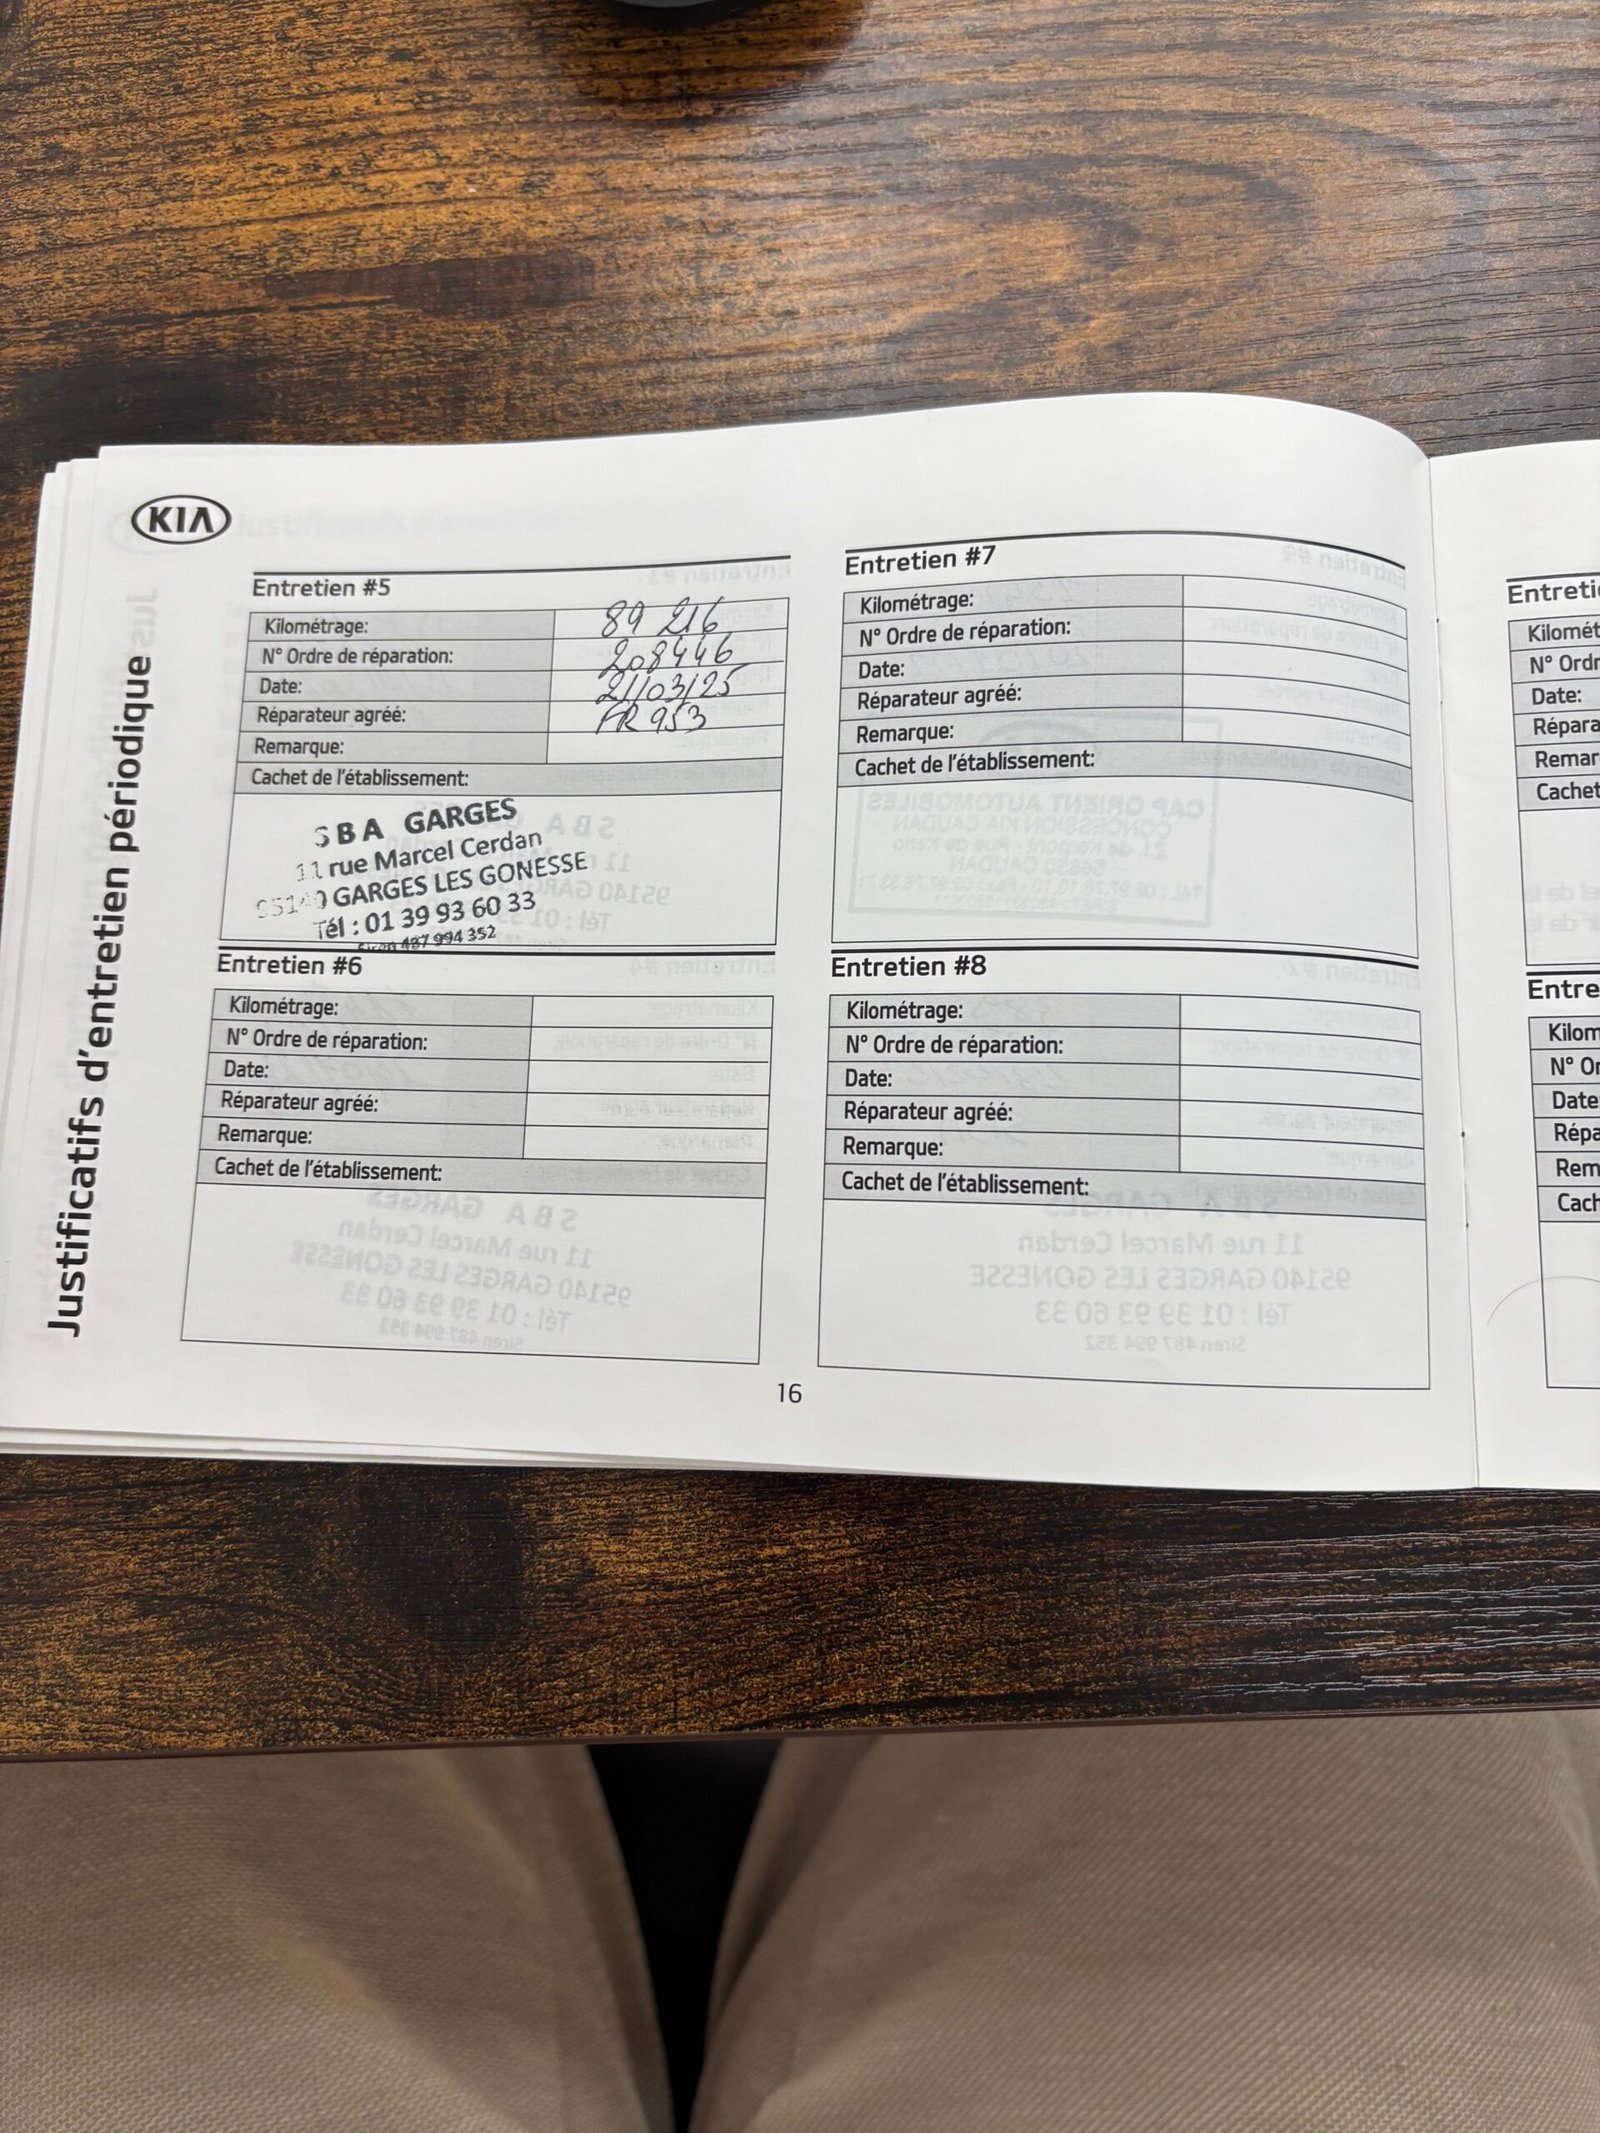 KIA
Justificatifs d'entretien périodique
Entretien #5
Kilométrage: 89 216
N° Ordre de réparation: 208446
Date: 21/03/25
Réparateur agréé: FR 953
Remarque:
Cachet de l'établissement:
SBA GARGES
11 rue Marcel Cerdan
95140 GARGES LES GONESSE
Tél : 01 39 93 60 33
Siren 487 994 352
Entretien #6
Kilométrage:
N° Ordre de réparation:
Date:
Réparateur agréé:
Remarque:
Cachet de l'établissement:
Entretien #7
Kilométrage:
N° Ordre de réparation:
Date:
Réparateur agréé:
Remarque:
Cachet de l'établissement:
Entretien #8
Kilométrage:
N° Ordre de réparation:
Date:
Réparateur agréé:
Remarque:
Cachet de l'établissement:
16